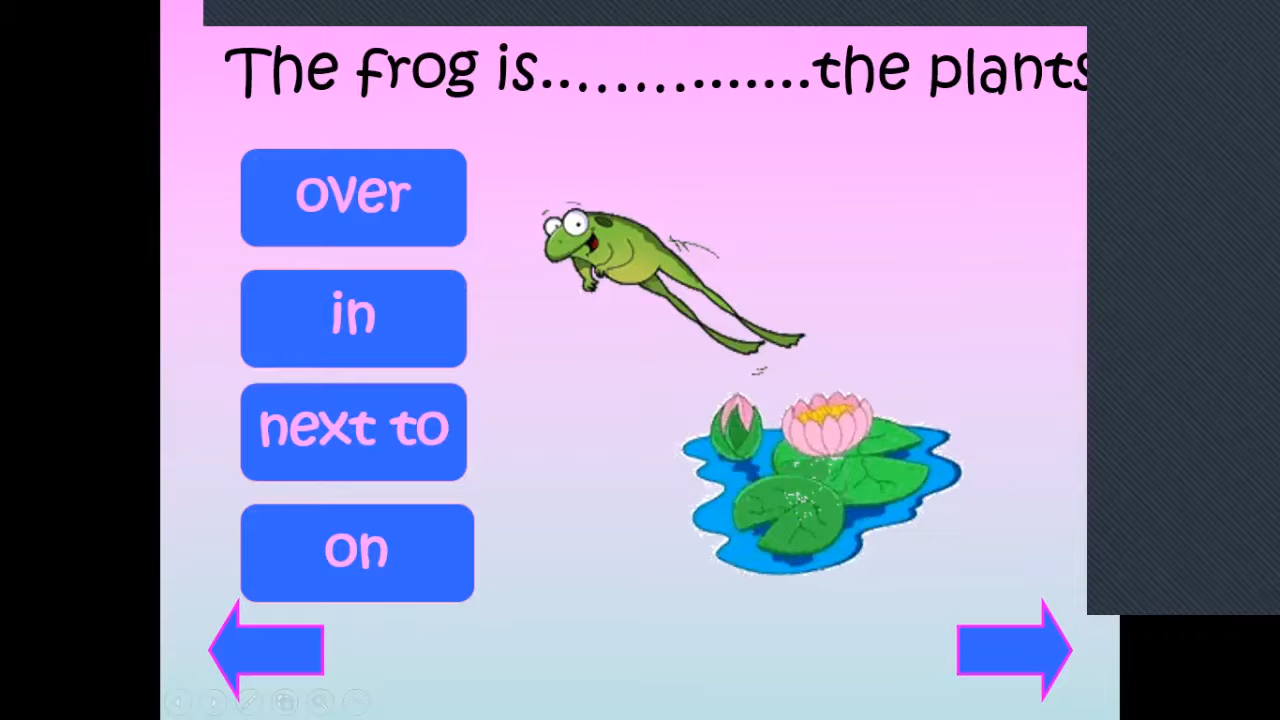 The frog is..............the plants
over
in
next to
on